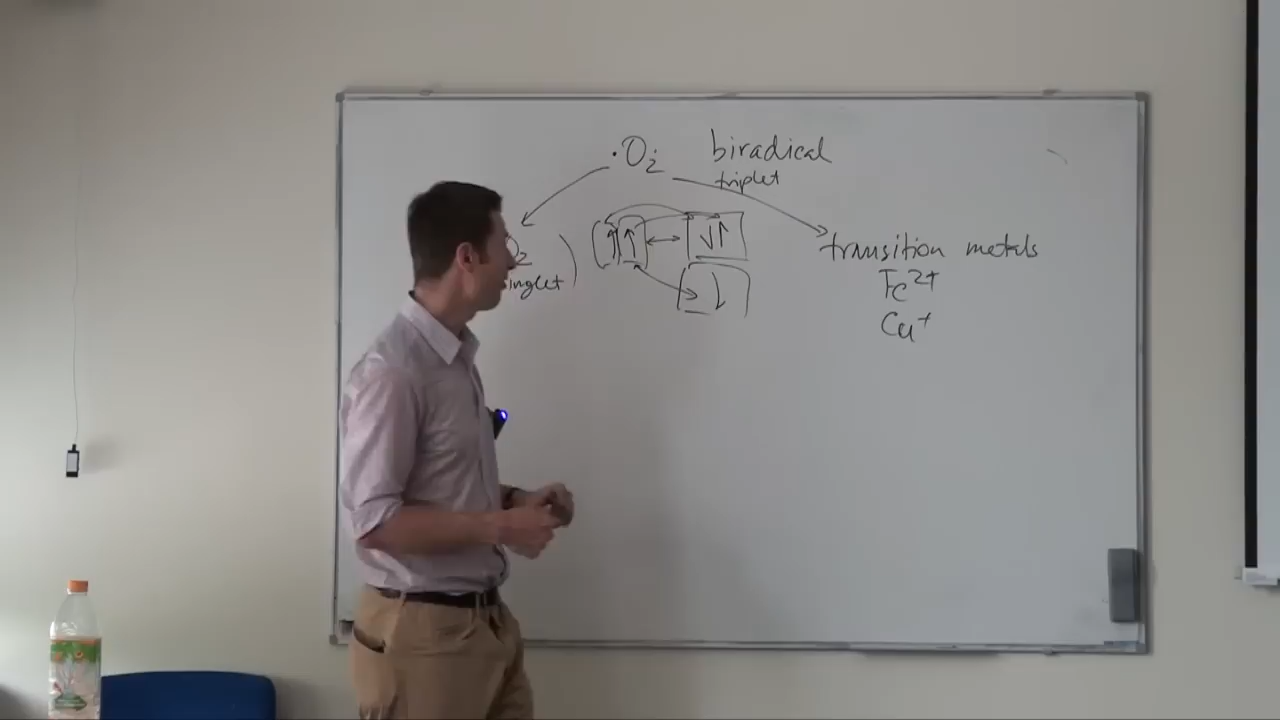 ·O₂· biradical
triplet
O₂
singlet
transition metals
Fe²⁺
Cu⁺